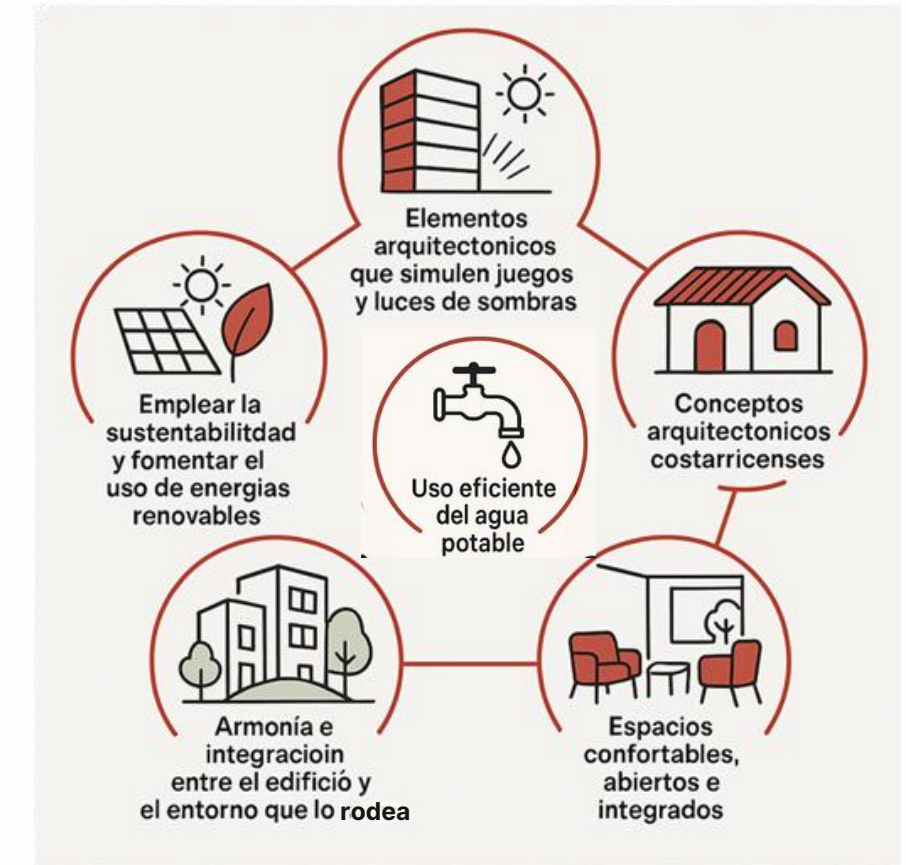 Elementos
arquitectonicos
que simulen juegos
y luces de sombras
Emplear la
sustentabilitdad
y fomentar el
uso de energias
renovables
Conceptos
arquitectonicos
costarricenses
Uso eficiente
del agua
potable
Armonía e
integracioin
entre el edifició y
el entorno que lo rodea
Espacios
confortables,
abiertos e
integrados